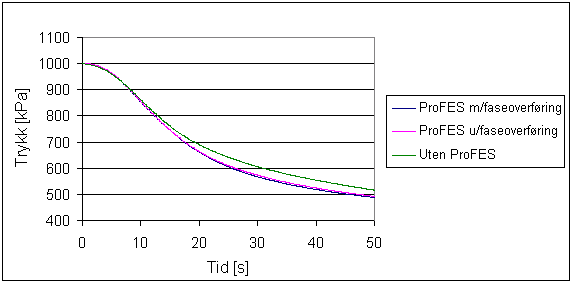 1100
1000
900
800
700
600
500
400
Trykk [kPa]
0 10 20 30 40 50
Tid [s]
ProFES m/faseoverføring
ProFES u/faseoverføring
Uten ProFES